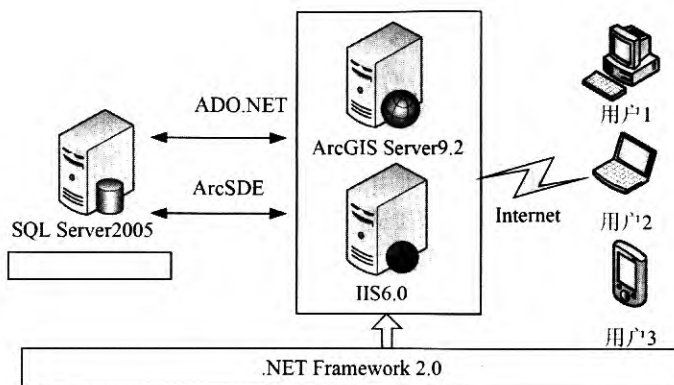 ADO.NET
ArcSDE
SQL Server2005
ArcGIS Server9.2
IIS6.0
Internet
用户1
用户2
用户3
.NET Framework 2.0